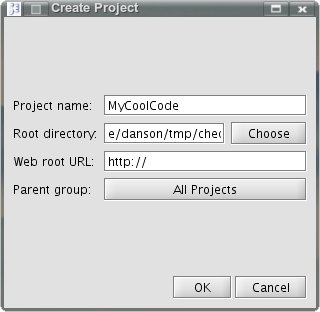 Create Project
Project name: MyCoolCode
Root directory: e/danson/tmp/chec Choose
Web root URL: http://
Parent group: All Projects
OK Cancel